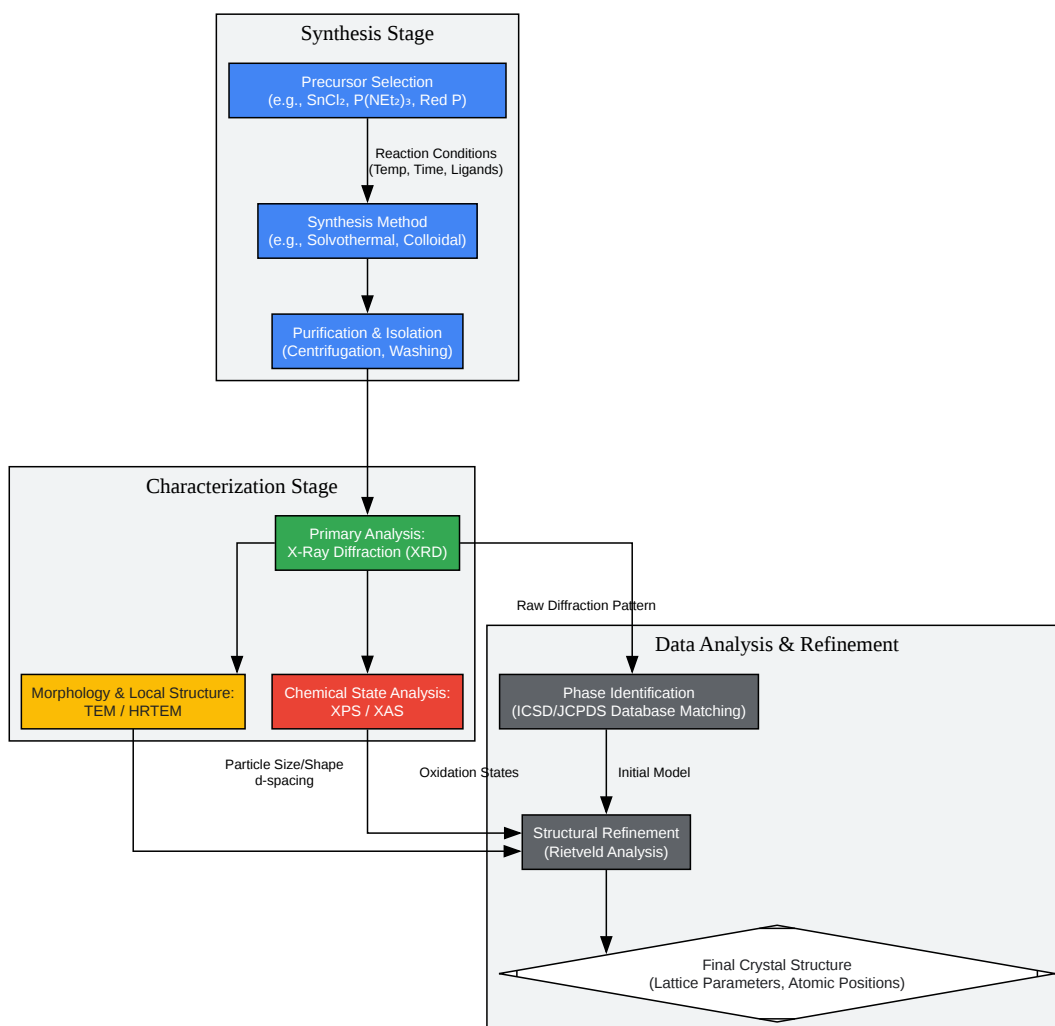 Synthesis Stage
Precursor Selection
(e.g., SnCl₂, P(NEt₂)₃, Red P)
Reaction Conditions
(Temp, Time, Ligands)
Synthesis Method
(e.g., Solvothermal, Colloidal)
Purification & Isolation
(Centrifugation, Washing)
Characterization Stage
Primary Analysis:
X-Ray Diffraction (XRD)
Raw Diffraction Pattern
Data Analysis & Refinement
Morphology & Local Structure:
TEM / HRTEM
Chemical State Analysis:
XPS / XAS
Phase Identification
(ICSD/JCPDS Database Matching)
Particle Size/Shape
d-spacing
Oxidation States
Initial Model
Structural Refinement
(Rietveld Analysis)
Final Crystal Structure
(Lattice Parameters, Atomic Positions)